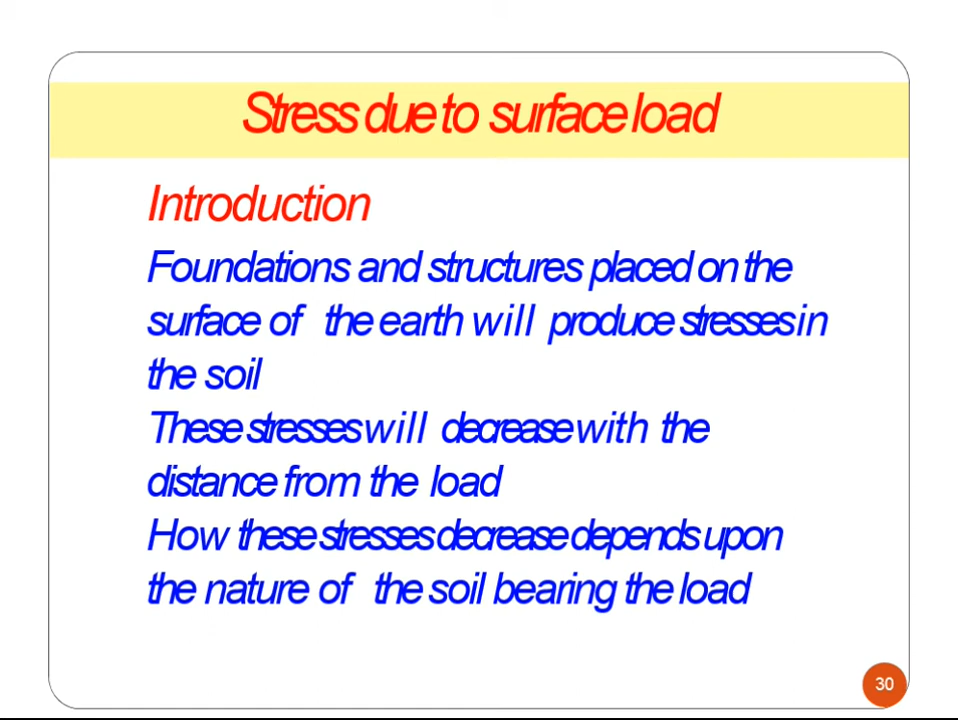 Stress due to surface load
Introduction
Foundations and structures placed on the
surface of the earth will produce stresses in
the soil
These stresses will decrease with the
distance from the load
How these stresses decrease depends upon
the nature of the soil bearing the load
30